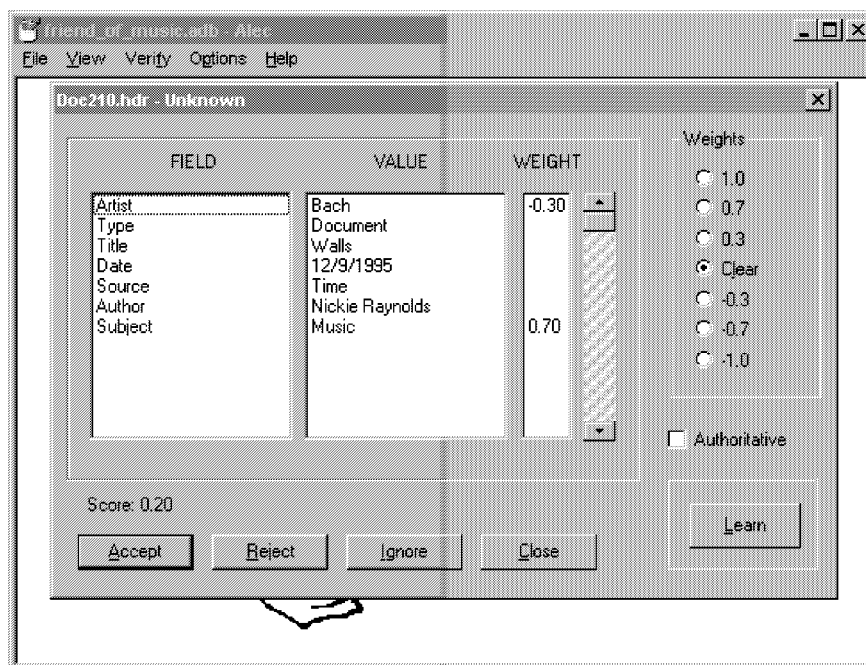 friend_of_music.adb - Alec
File View Verify Options Help
Doc210.hdr - Unknown
FIELD VALUE WEIGHT
Artist Bach -0.30
Type Document
Title Walls
Date 12/9/1995
Source Time
Author Nickie Raynolds
Subject Music 0.70
Weights
1.0
0.7
0.3
Clear
-0.3
-0.7
-1.0
Authoritative
Learn
Score: 0.20
Accept Reject Ignore Close